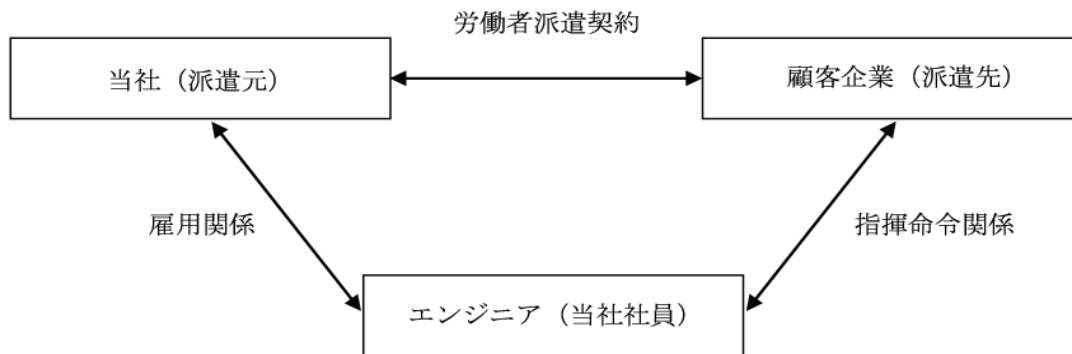 労働者派遣契約
当社（派遣元）
顧客企業（派遣先）
雇用関係
指揮命令関係
エンジニア（当社社員）